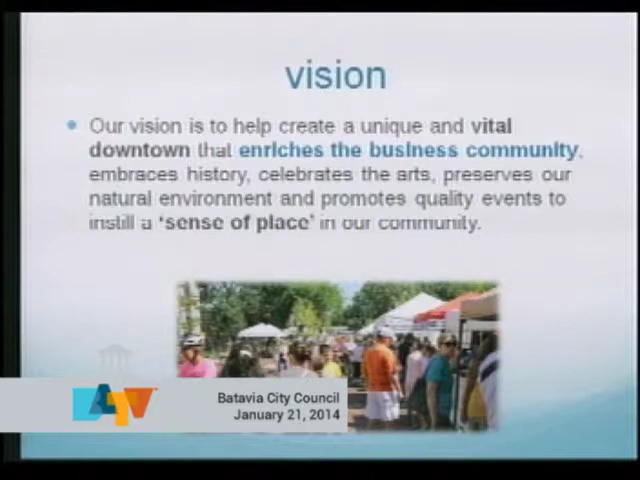 vision
Our vision is to help create a unique and vital
downtown that enriches the business community,
embraces history, celebrates the arts, preserves our
natural environment and promotes quality events to
instill a ‘sense of place’ in our community.
BATV
Batavia City Council
January 21, 2014